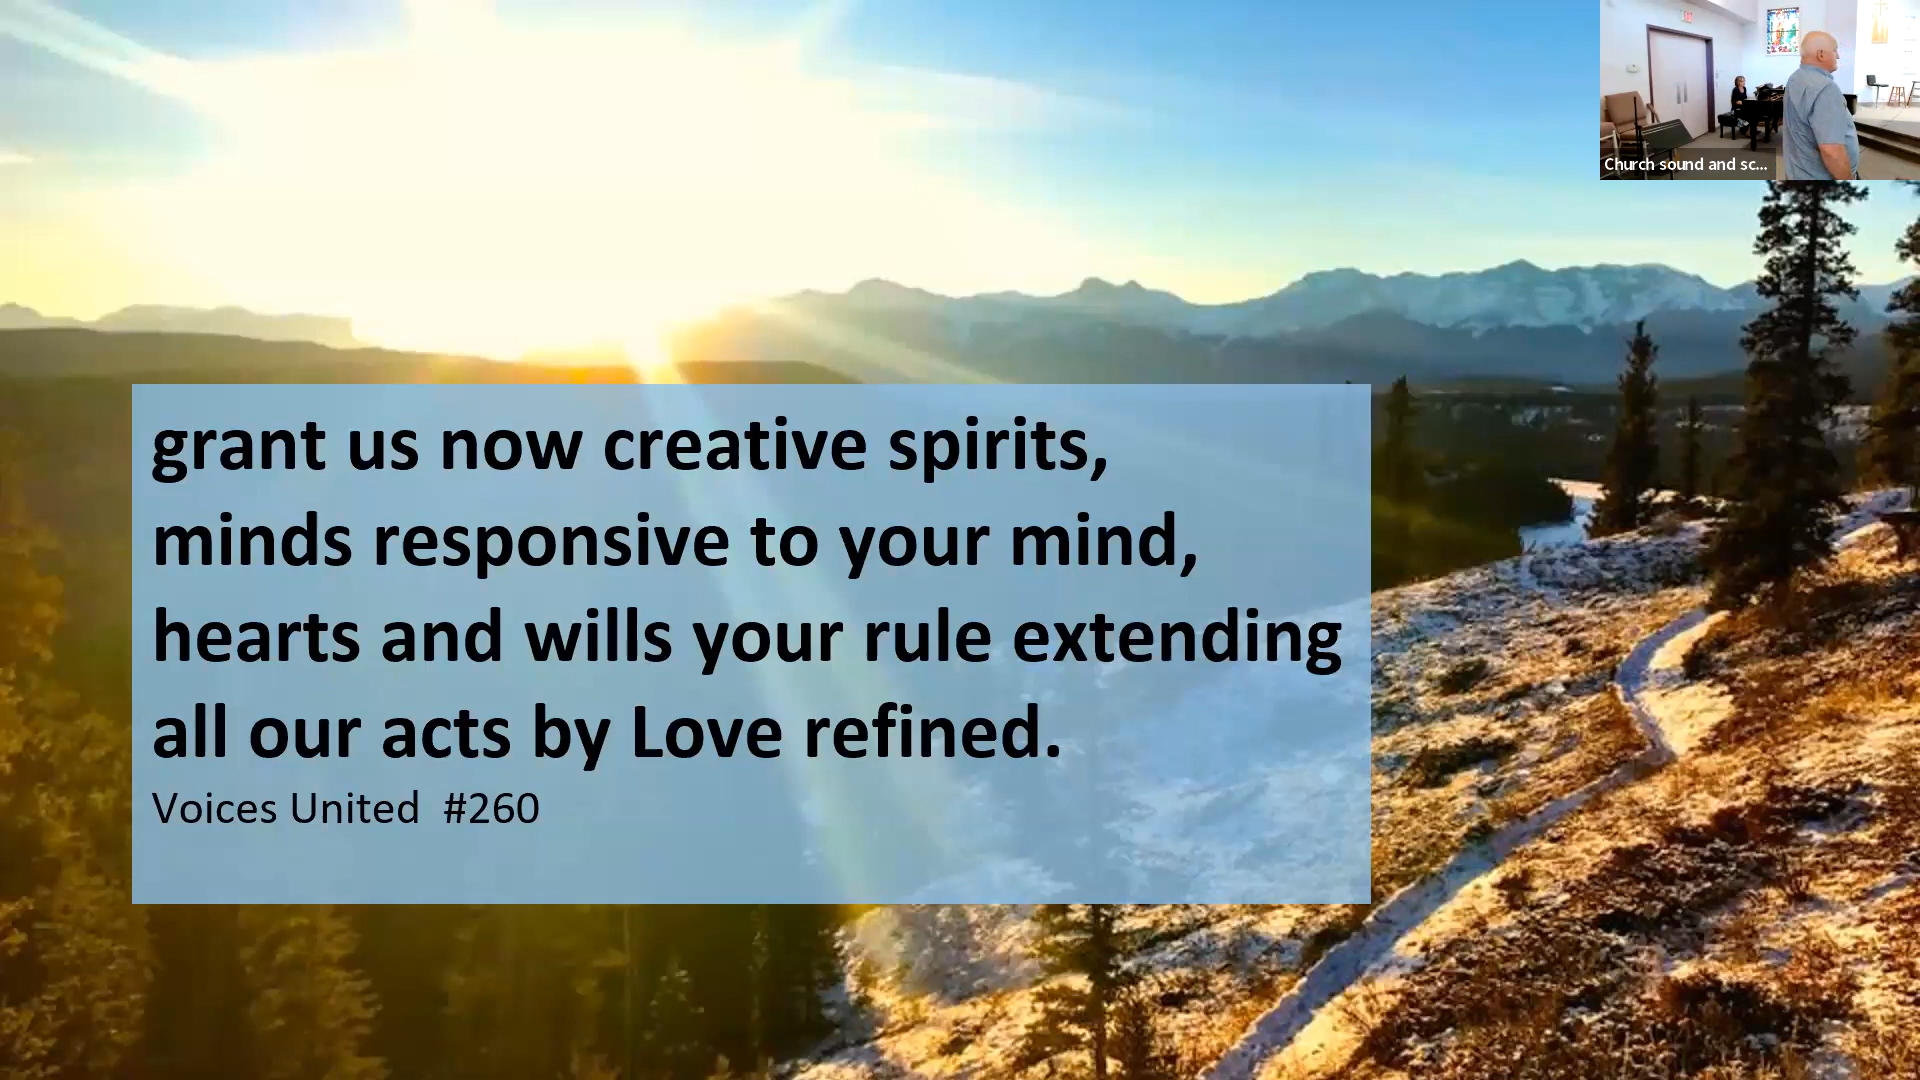 grant us now creative spirits,
minds responsive to your mind,
hearts and wills your rule extending
all our acts by Love refined.
Voices United #260
Church sound and sc...